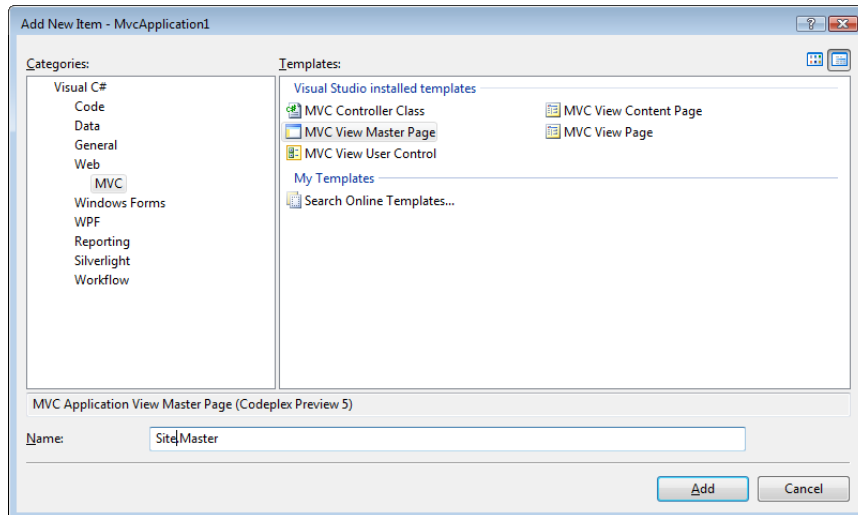 Add New Item - MvcApplication1
Categories:
Templates:
Visual C#
Code
Data
General
Web
MVC
Windows Forms
WPF
Reporting
Silverlight
Workflow
Visual Studio installed templates
MVC Controller Class
MVC View Content Page
MVC View Master Page
MVC View Page
MVC View User Control
My Templates
Search Online Templates...
MVC Application View Master Page (Codeplex Preview 5)
Name:
Site.Master
Add
Cancel